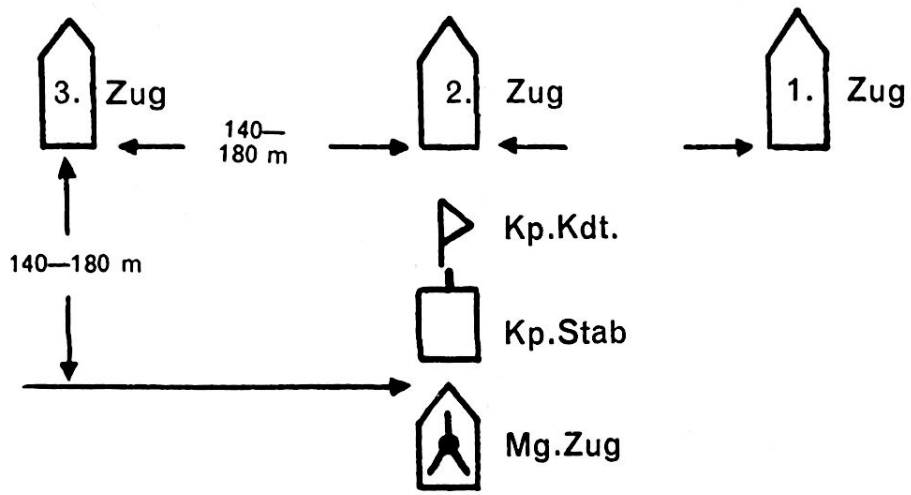 3. Zug
2. Zug
1. Zug
140—
180 m
Kp.Kdt.
140—180 m
Kp.Stab
Mg.Zug